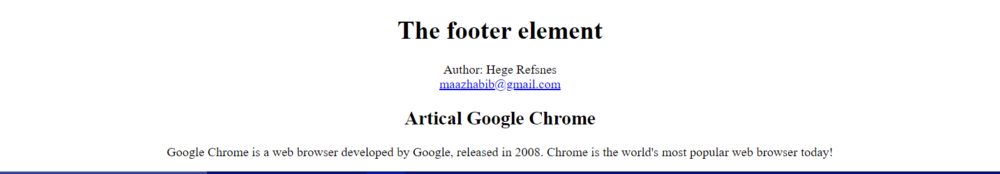 The footer element
Author: Hege Refsnes
maazhabib@gmail.com
Artical Google Chrome
Google Chrome is a web browser developed by Google, released in 2008. Chrome is the world's most popular web browser today!